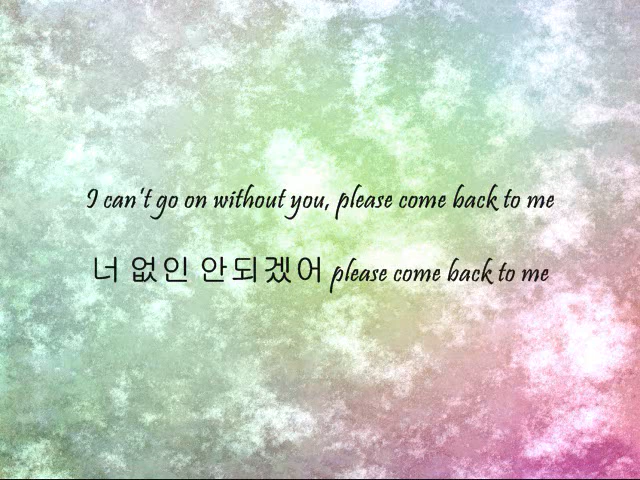 I can't go on without you, please come back to me
너 없인 안되겠어 please come back to me